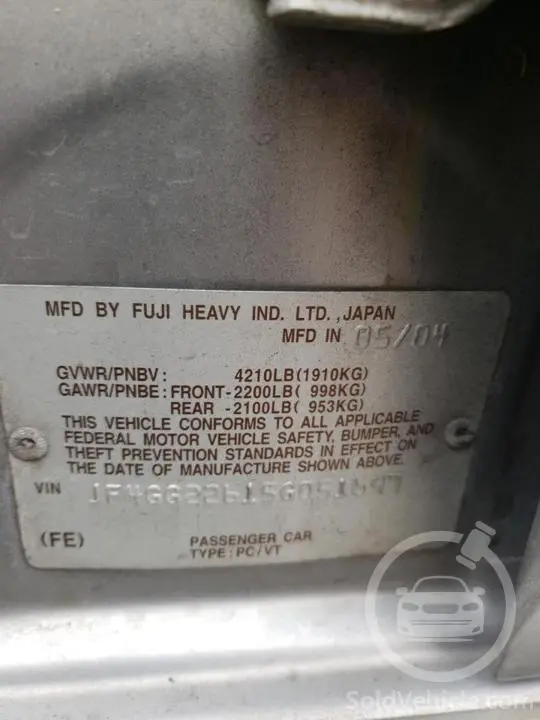 MFD BY FUJI HEAVY IND. LTD. ,JAPAN
MFD IN 05/04
GVWR/PNBV : 4210LB(1910KG)
GAWR/PNBE : FRONT-2200LB( 998KG)
REAR -2100LB( 953KG)
THIS VEHICLE CONFORMS TO ALL APPLICABLE
FEDERAL MOTOR VEHICLE SAFETY, BUMPER, AND
THEFT PREVENTION STANDARDS IN EFFECT ON
THE DATE OF MANUFACTURE SHOWN ABOVE.
VIN JF4GG22615G051697
(FE) PASSENGER CAR
TYPE : PC/VT
SoldVehicle.com